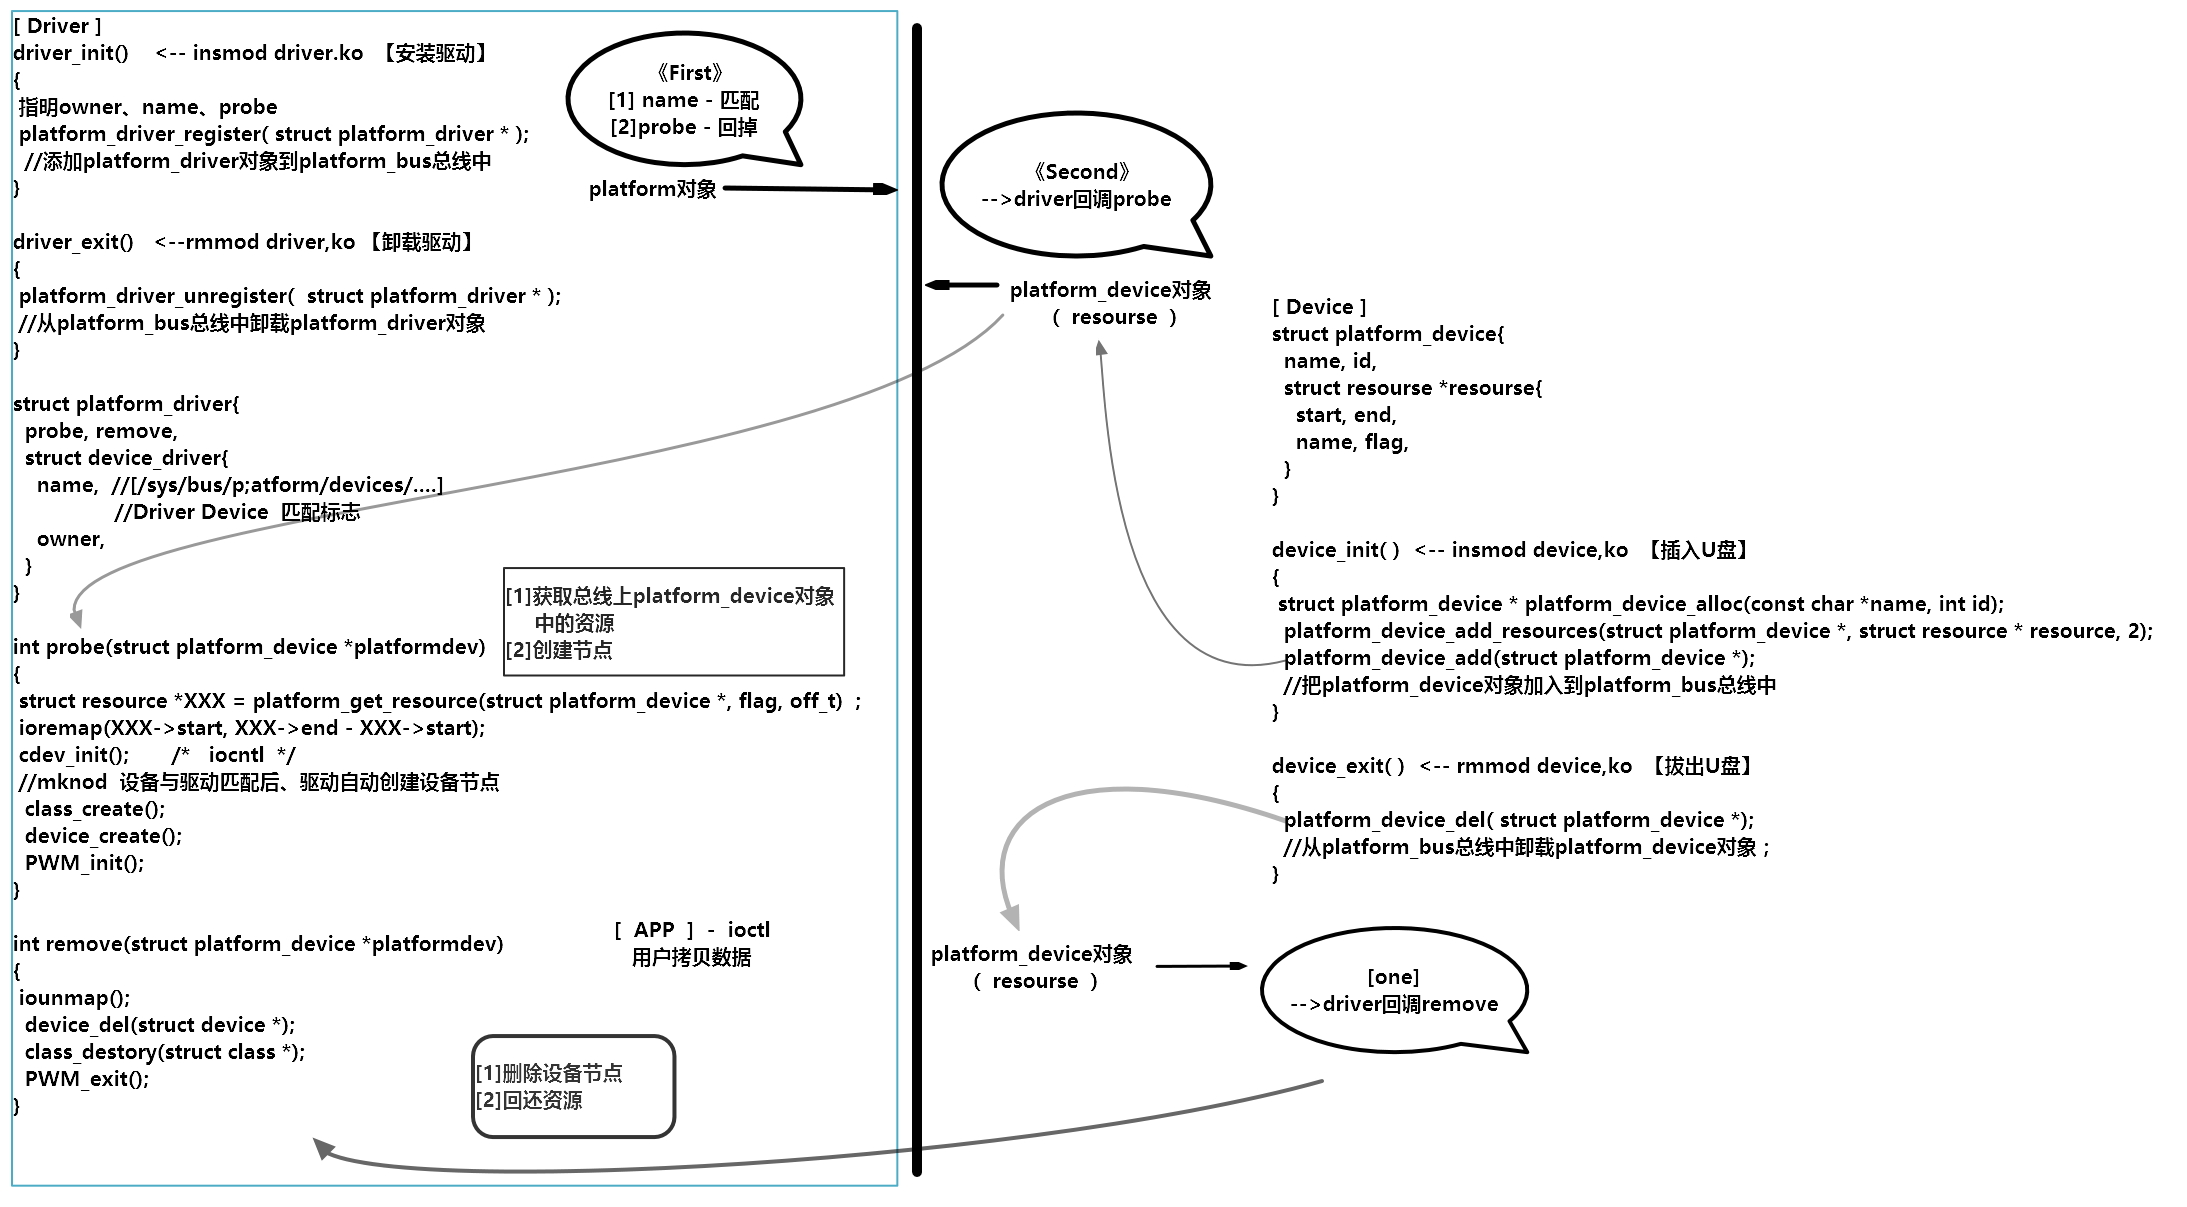 [ Driver ]
driver_init()    <-- insmod driver.ko  【安装驱动】
{
指明owner、name、probe
platform_driver_register( struct platform_driver * );
//添加platform_driver对象到platform_bus总线中
}
driver_exit()   <--rmmod driver,ko 【卸载驱动】
{
platform_driver_unregister(  struct platform_driver * );
//从platform_bus总线中卸载platform_driver对象
}
struct platform_driver{
probe, remove,
struct device_driver{
name,  //[/sys/bus/p;atform/devices/....]
//Driver Device  匹配标志
owner,
}
}
int probe(struct platform_device *platformdev)
{
struct resource *XXX = platform_get_resource(struct platform_device *, flag, off_t)  ;
ioremap(XXX->start, XXX->end - XXX->start);
cdev_init();       /*   iocntl  */
//mknod  设备与驱动匹配后、驱动自动创建设备节点
class_create();
device_create();
PWM_init();
}
int remove(struct platform_device *platformdev)
{
iounmap();
device_del(struct device *);
class_destory(struct class *);
PWM_exit();
}
《First》
[1] name - 匹配
[2]probe - 回掉
platform对象
[1]获取总线上platform_device对象
中的资源
[2]创建节点
[  APP  ]  -  ioctl
用户拷贝数据
[1]删除设备节点
[2]回还资源
《Second》
-->driver回调probe
platform_device对象
(  resourse  )
[ Device ]
struct platform_device{
name, id,
struct resourse *resourse{
start, end,
name, flag,
}
}
device_init( )  <-- insmod device,ko  【插入U盘】
{
struct platform_device * platform_device_alloc(const char *name, int id);
platform_device_add_resources(struct platform_device *, struct resource * resource, 2);
platform_device_add(struct platform_device *);
//把platform_device对象加入到platform_bus总线中
}
device_exit( )  <-- rmmod device,ko  【拔出U盘】
{
platform_device_del( struct platform_device *);
//从platform_bus总线中卸载platform_device对象 ;
}
platform_device对象
(  resourse  )
[one]
-->driver回调remove